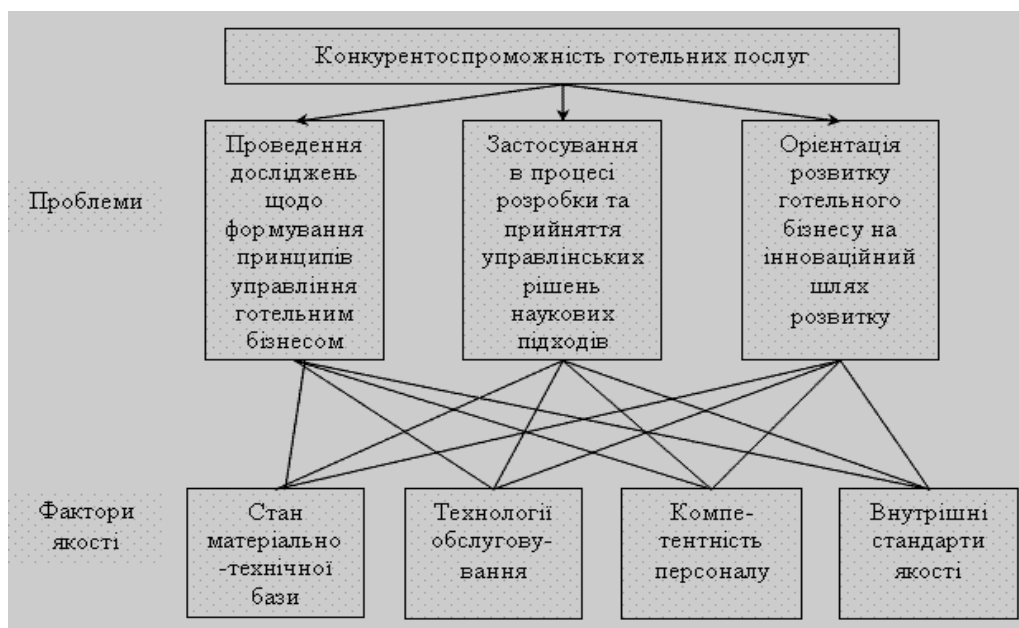 Конкурентоспроможність готельних послуг
Проблеми
Проведення
досліджень
щодо
формування
принципів
управління
готельним
бізнесом
Застосування
в процесі
розробки та
прийняття
управлінських
рішень
наукових
підходів
Орієнтація
розвитку
готельного
бізнесу на
інноваційний
шлях
розвитку
Фактори
якості
Стан
матеріально
-технічної
бази
Технології
обслугову-
вання
Компе-
тентність
персоналу
Внутрішні
стандарти
якості